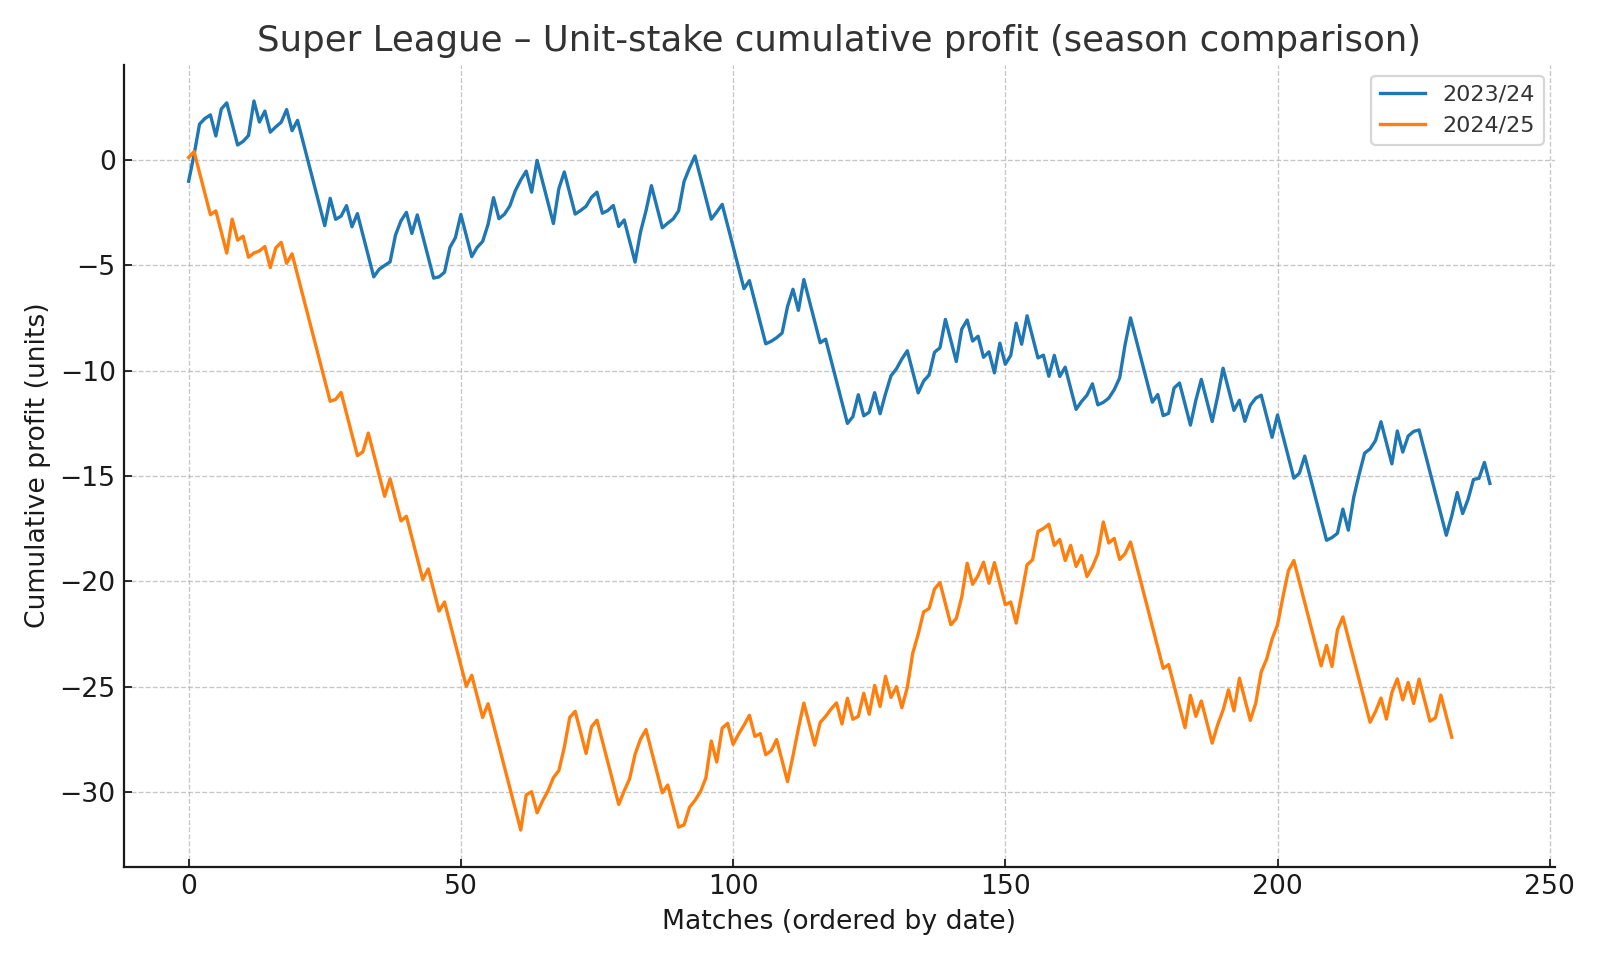 Super League – Unit-stake cumulative profit (season comparison)
2023/24
2024/25
Cumulative profit (units)
0
−5
−10
−15
−20
−25
−30
0 50 100 150 200 250
Matches (ordered by date)